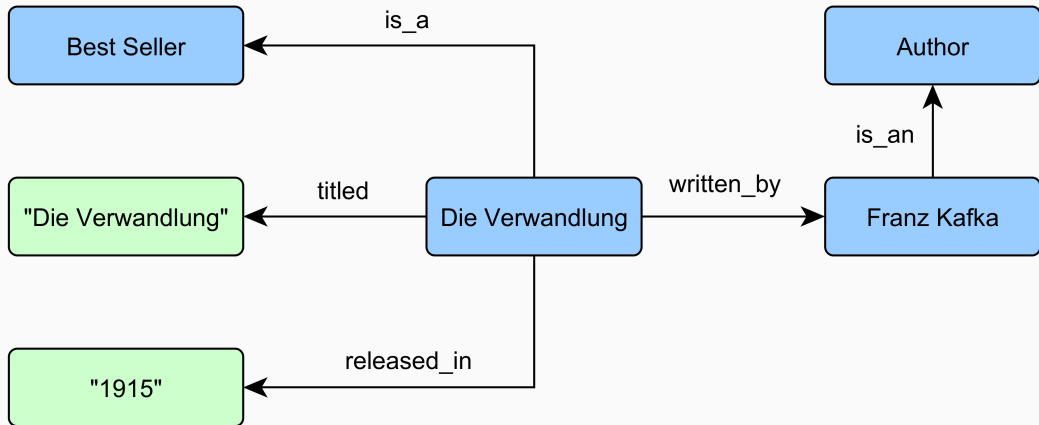 is_a
Best Seller
Author
is_an
titled
written_by
"Die Verwandlung"
Die Verwandlung
Franz Kafka
released_in
"1915"